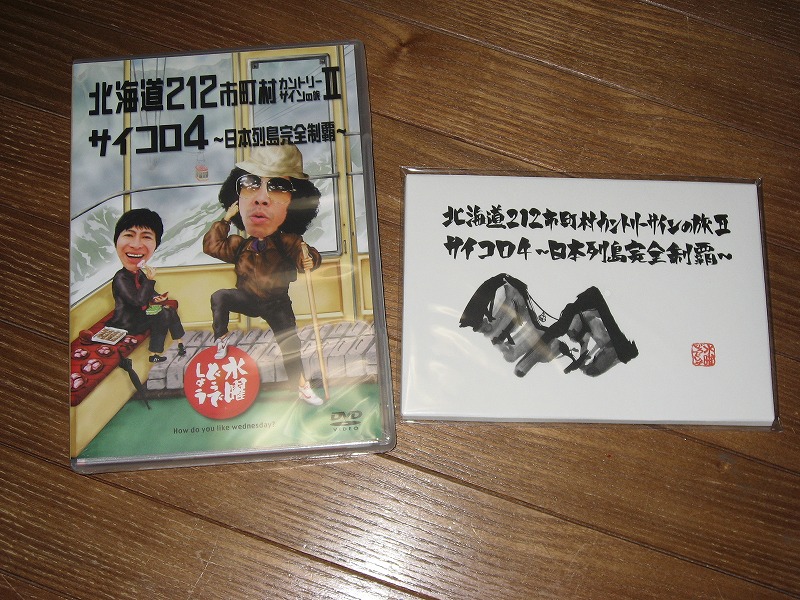 北海道212市町村 カントリーサインの旅 II
サイコロ4 ~日本列島完全制覇~
水曜どうでしょう
How do you like wednesday?
DVD
VIDEO
北海道212市町村カントリーサインの旅II
サイコロ4~日本列島完全制覇~